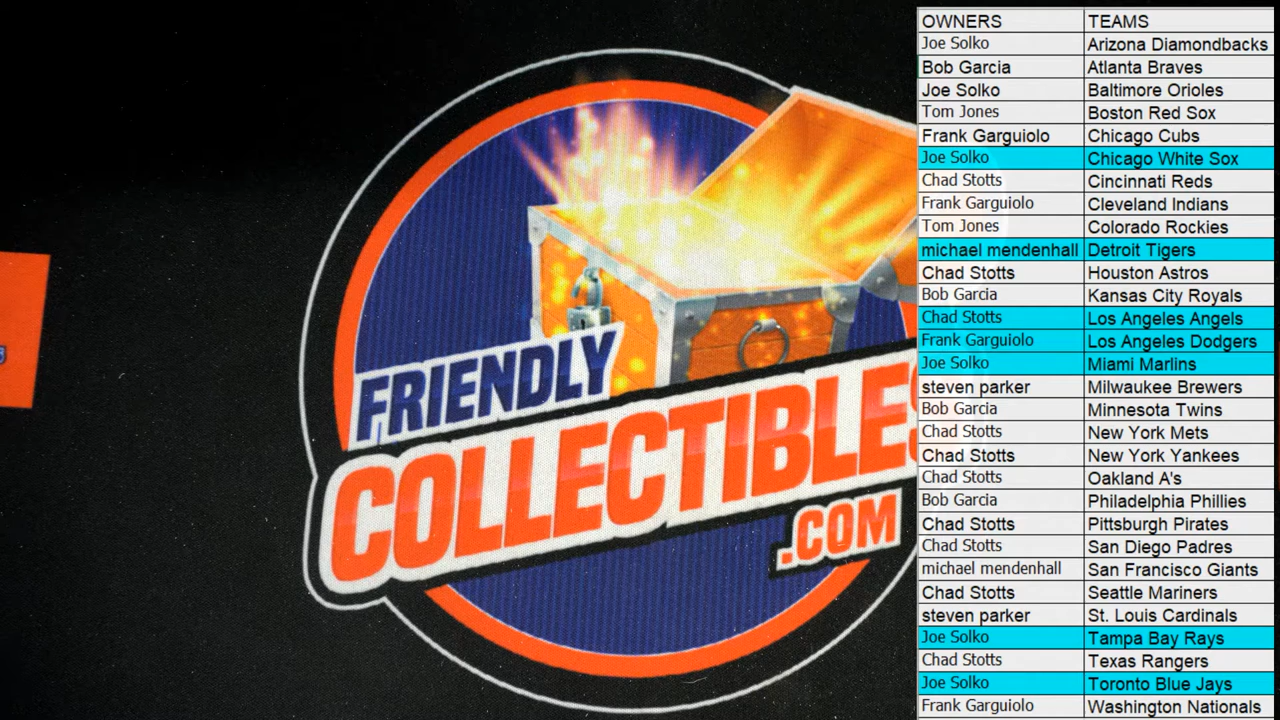 FRIENDLY
COLLECTIBLES
.COM
OWNERS TEAMS
Joe Solko Arizona Diamondbacks
Bob Garcia Atlanta Braves
Joe Solko Baltimore Orioles
Tom Jones Boston Red Sox
Frank Garguiolo Chicago Cubs
Joe Solko Chicago White Sox
Chad Stotts Cincinnati Reds
Frank Garguiolo Cleveland Indians
Tom Jones Colorado Rockies
michael mendenhall Detroit Tigers
Chad Stotts Houston Astros
Bob Garcia Kansas City Royals
Chad Stotts Los Angeles Angels
Frank Garguiolo Los Angeles Dodgers
Joe Solko Miami Marlins
steven parker Milwaukee Brewers
Bob Garcia Minnesota Twins
Chad Stotts New York Mets
Chad Stotts New York Yankees
Chad Stotts Oakland A's
Bob Garcia Philadelphia Phillies
Chad Stotts Pittsburgh Pirates
Chad Stotts San Diego Padres
michael mendenhall San Francisco Giants
Chad Stotts Seattle Mariners
steven parker St. Louis Cardinals
Joe Solko Tampa Bay Rays
Chad Stotts Texas Rangers
Joe Solko Toronto Blue Jays
Frank Garguiolo Washington Nationals